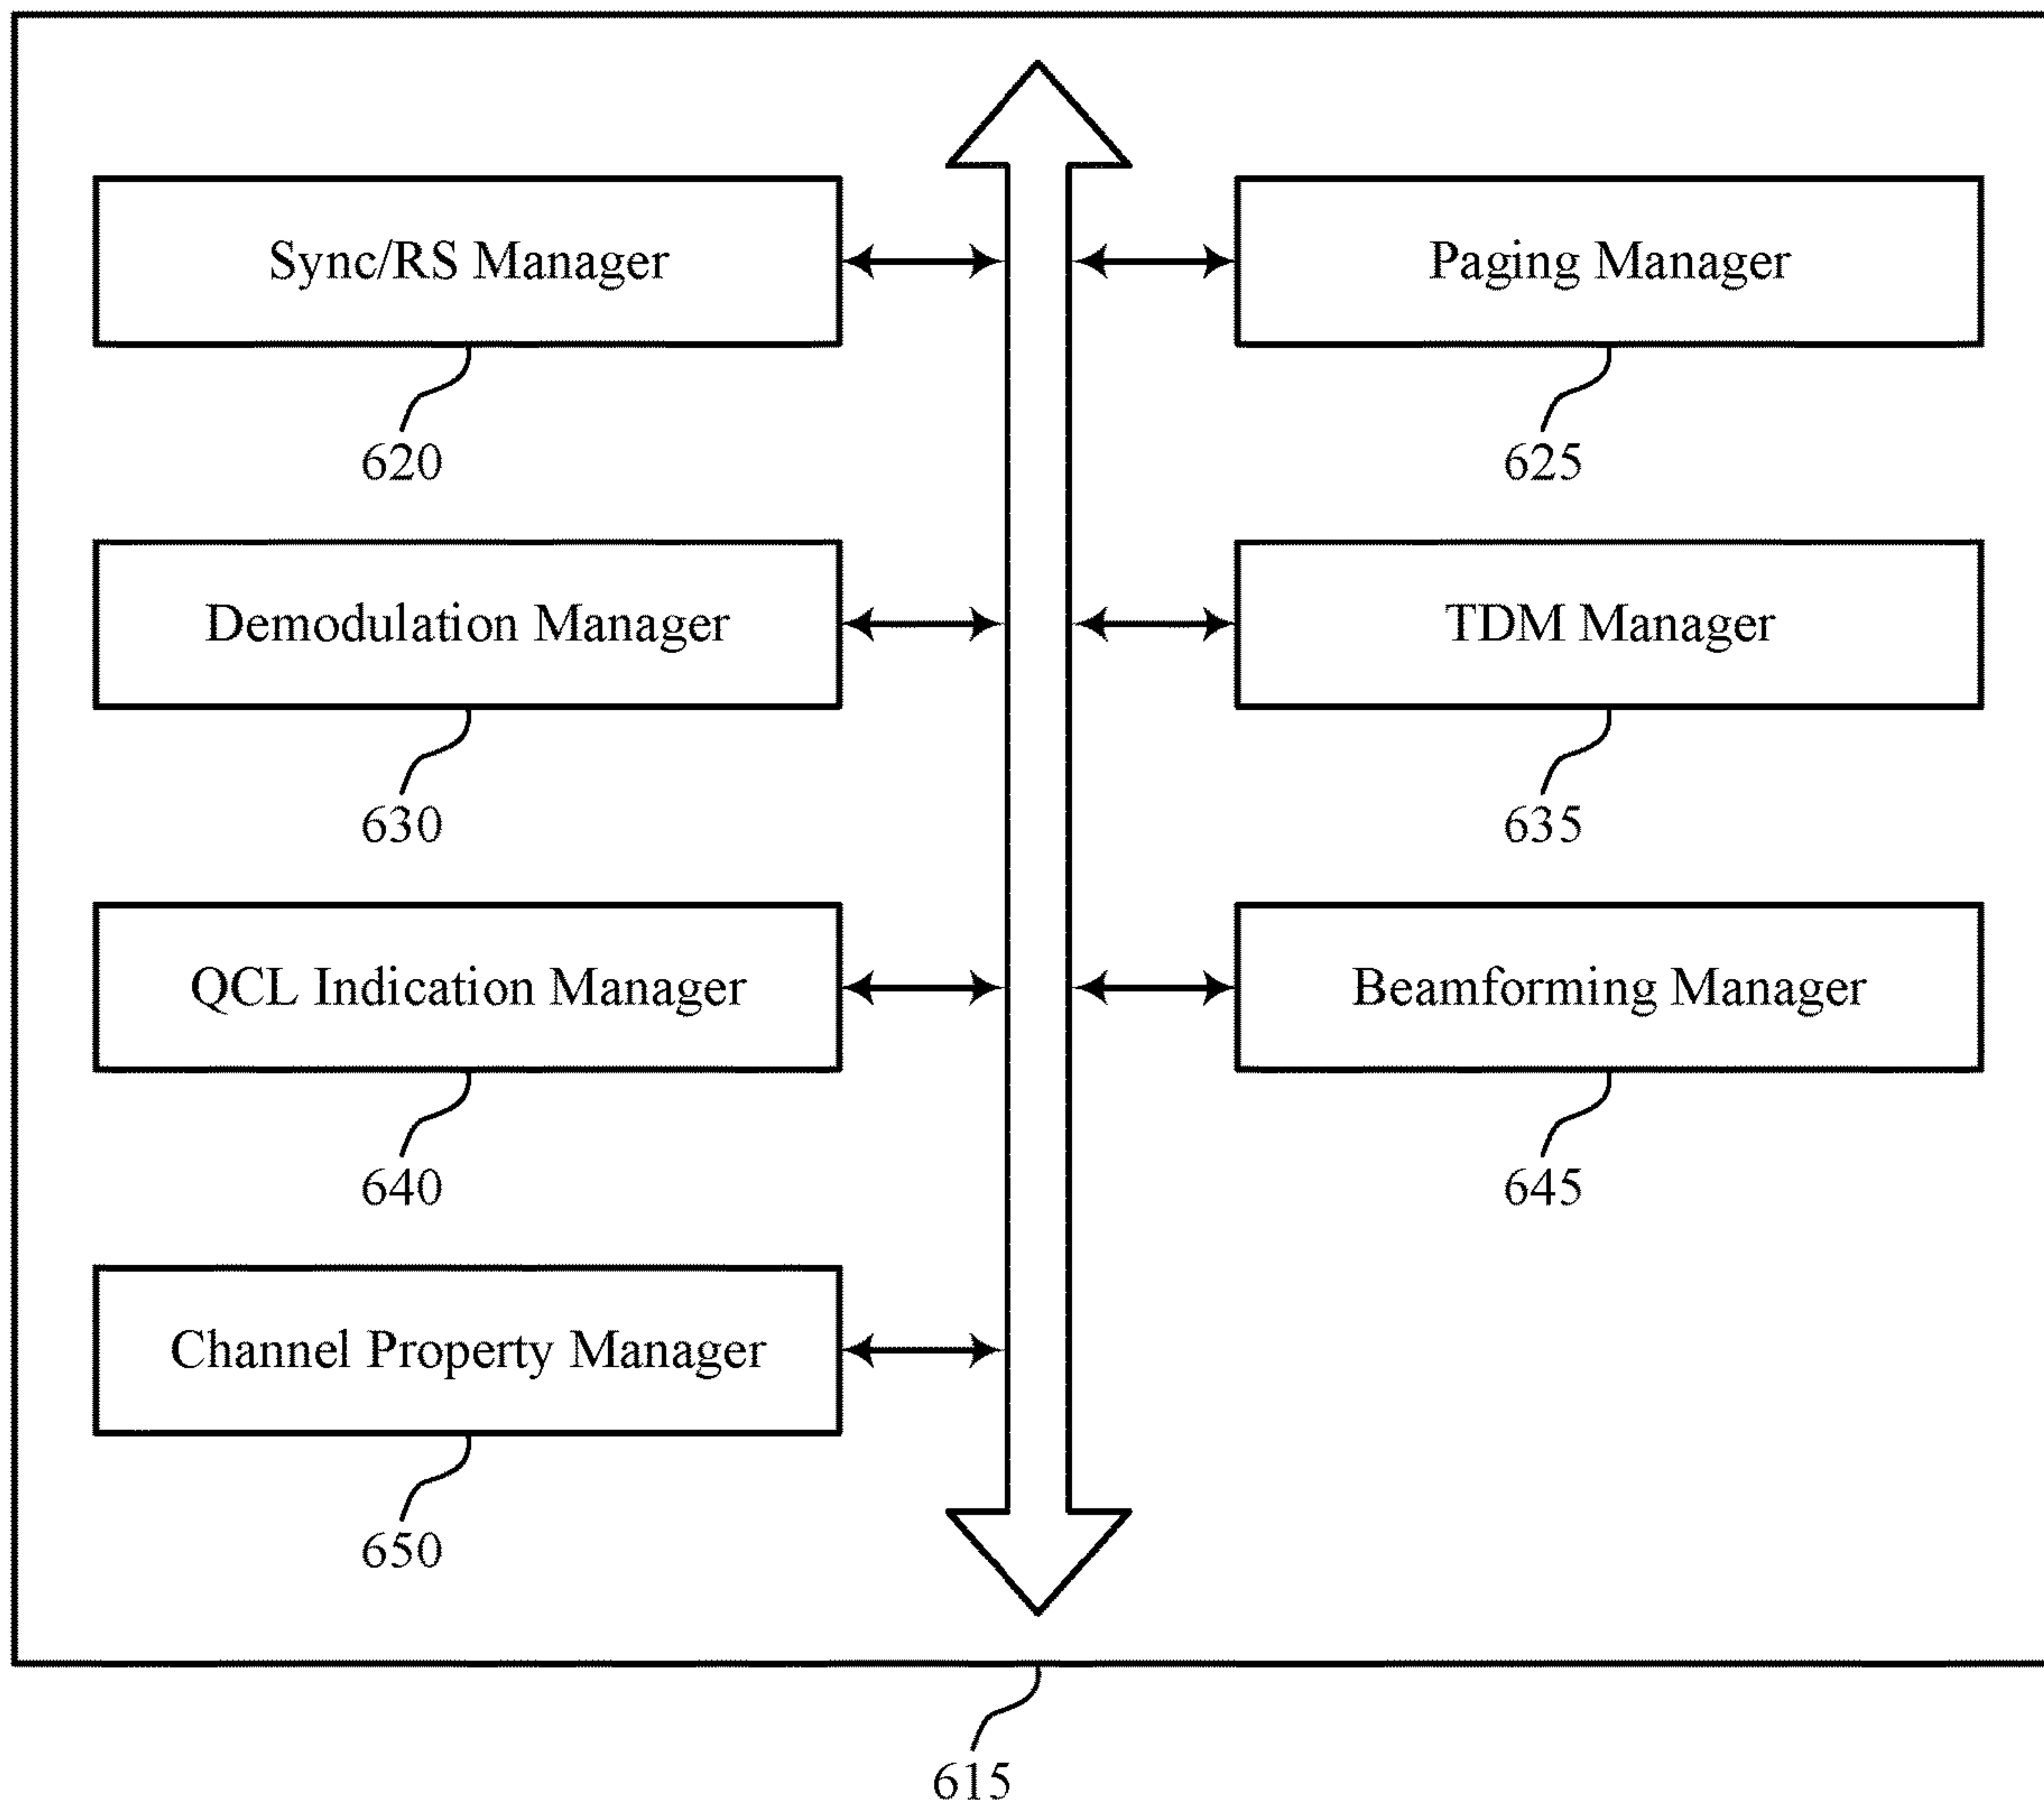 Sync/RS Manager
Paging Manager
620
625
Demodulation Manager
TDM Manager
630
635
QCL Indication Manager
Beamforming Manager
640
645
Channel Property Manager
650
615